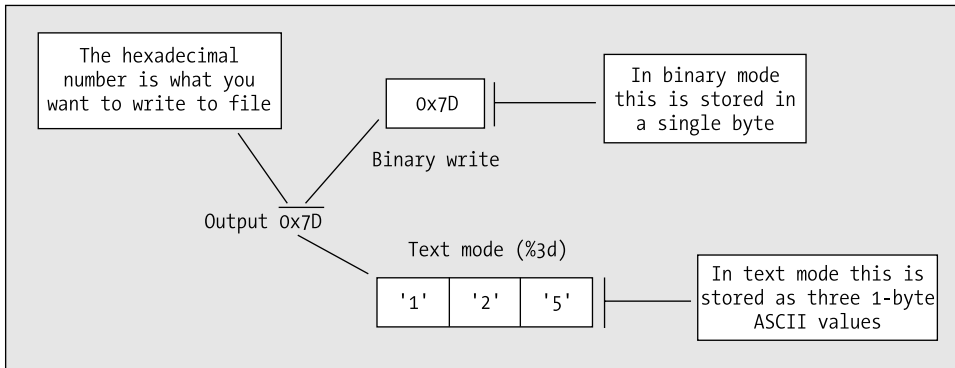 The hexadecimal
number is what you
want to write to file
0x7D
In binary mode
this is stored in
a single byte
Binary write
Output 0x7D
Text mode (%3d)
'1' '2' '5'
In text mode this is
stored as three 1-byte
ASCII values